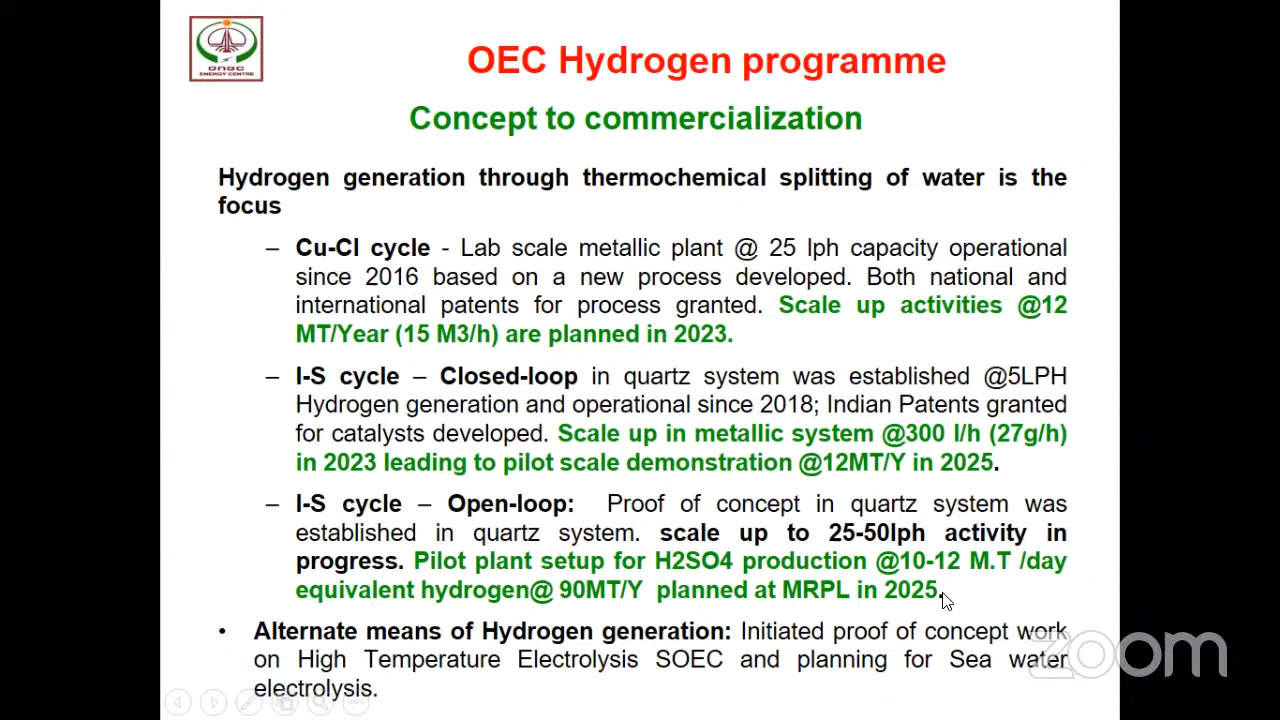 ONGC
ENERGY CENTRE
OEC Hydrogen programme
Concept to commercialization
Hydrogen generation through thermochemical splitting of water is the
focus
– Cu-Cl cycle - Lab scale metallic plant @ 25 lph capacity operational
since 2016 based on a new process developed. Both national and
international patents for process granted. Scale up activities @12
MT/Year (15 M3/h) are planned in 2023.
– I-S cycle – Closed-loop in quartz system was established @5LPH
Hydrogen generation and operational since 2018; Indian Patents granted
for catalysts developed. Scale up in metallic system @300 l/h (27g/h)
in 2023 leading to pilot scale demonstration @12MT/Y in 2025.
– I-S cycle – Open-loop: Proof of concept in quartz system was
established in quartz system. scale up to 25-50lph activity in
progress. Pilot plant setup for H2SO4 production @10-12 M.T /day
equivalent hydrogen@ 90MT/Y planned at MRPL in 2025.
• Alternate means of Hydrogen generation: Initiated proof of concept work
on High Temperature Electrolysis SOEC and planning for Sea water
electrolysis.
zoom